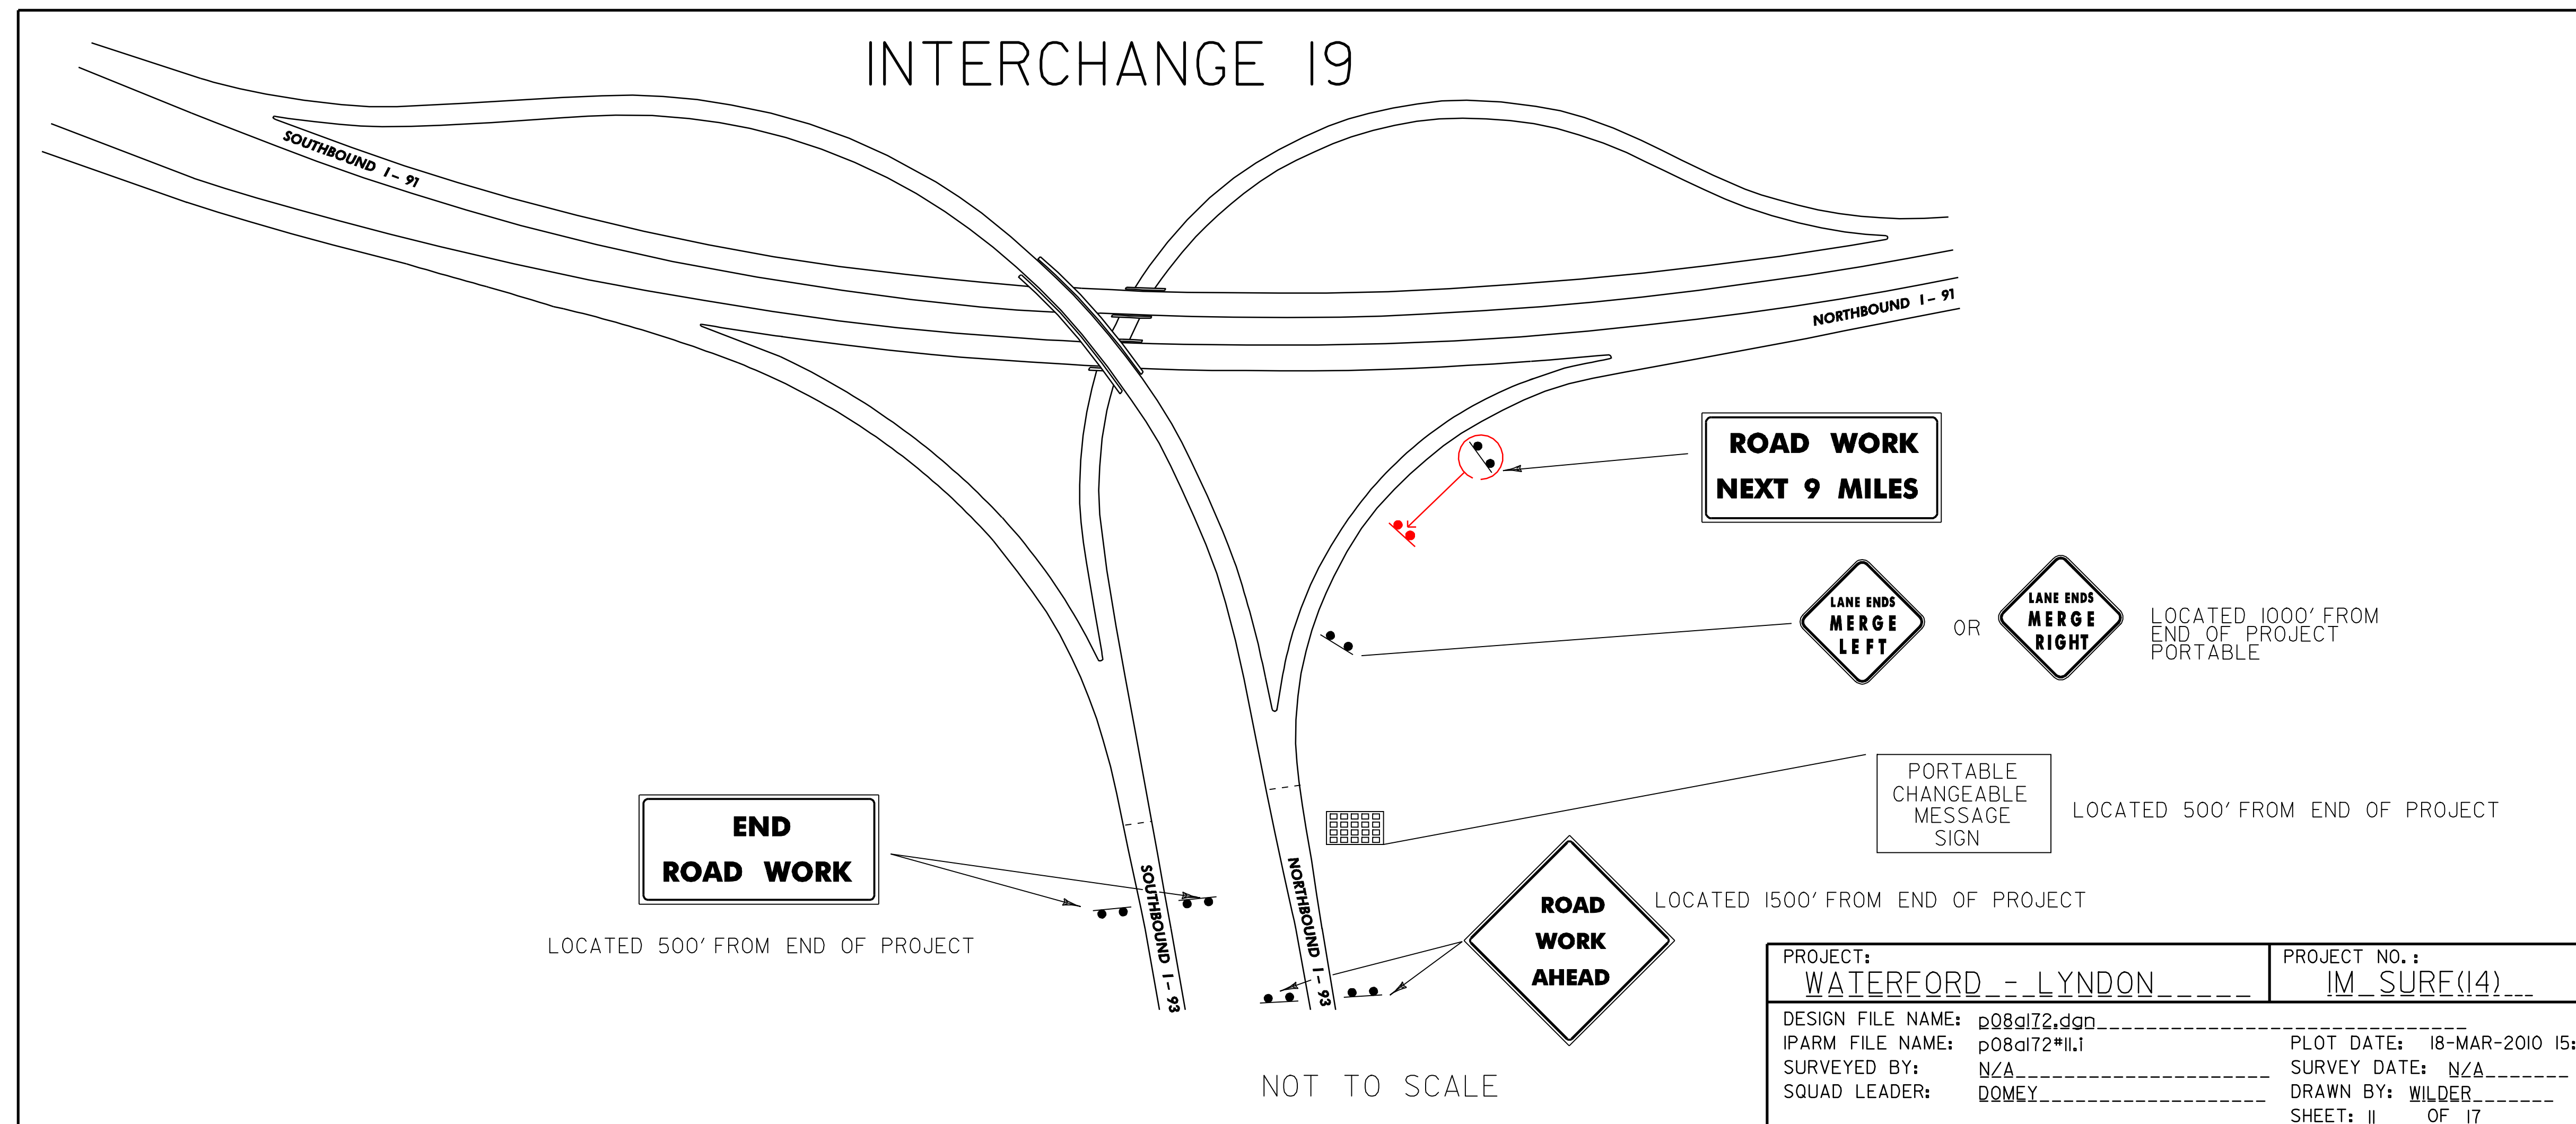 INTERCHANGE 19
SOUTHBOUND I-91
NORTHBOUND I-91
ROAD WORK
NEXT 9 MILES
LANE ENDS
MERGE
LEFT
OR
LANE ENDS
MERGE
RIGHT
LOCATED 1000' FROM
END OF PROJECT
PORTABLE
PORTABLE
CHANGEABLE
MESSAGE
SIGN
LOCATED 500' FROM END OF PROJECT
END
ROAD WORK
LOCATED 500' FROM END OF PROJECT
SOUTHBOUND I-93
NORTHBOUND I-93
ROAD
WORK
AHEAD
LOCATED 1500' FROM END OF PROJECT
NOT TO SCALE
PROJECT:
WATERFORD - LYNDON
PROJECT NO.:
IM SURF(14)
DESIGN FILE NAME: p08a172.dgn
IPARM FILE NAME: p08a172#11.i
PLOT DATE: 18-MAR-2010 15:
SURVEYED BY: N/A
SURVEY DATE: N/A
SQUAD LEADER: DOMEY
DRAWN BY: WILDER
SHEET: 11 OF 17